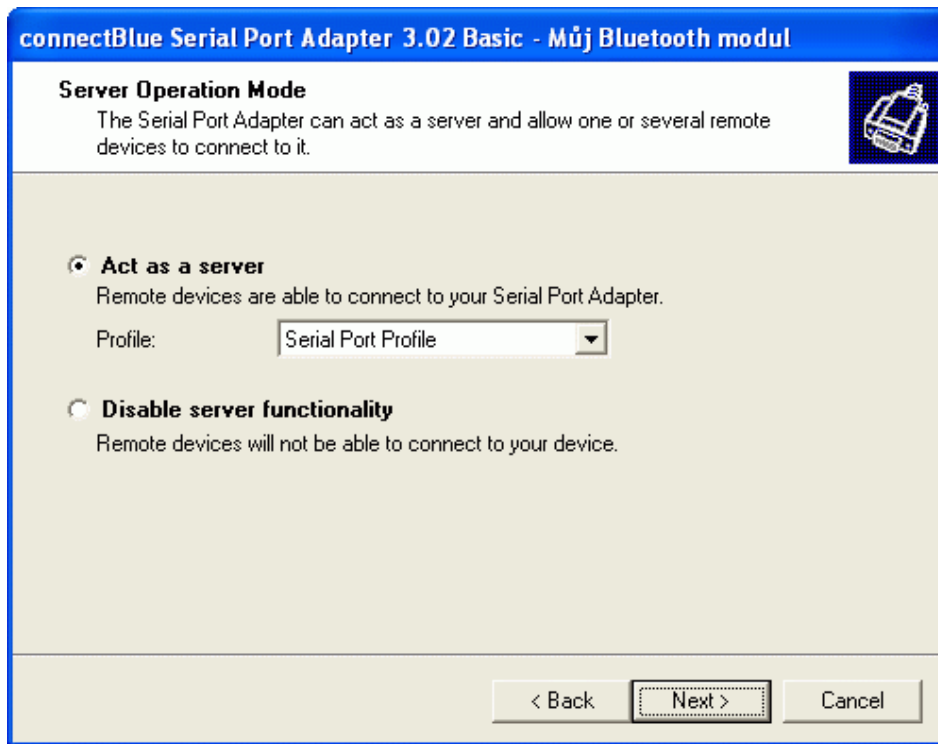 connectBlue Serial Port Adapter 3.02 Basic - Můj Bluetooth modul
Server Operation Mode
The Serial Port Adapter can act as a server and allow one or several remote
devices to connect to it.
Act as a server
Remote devices are able to connect to your Serial Port Adapter.
Profile: Serial Port Profile
Disable server functionality
Remote devices will not be able to connect to your device.
< Back Next > Cancel